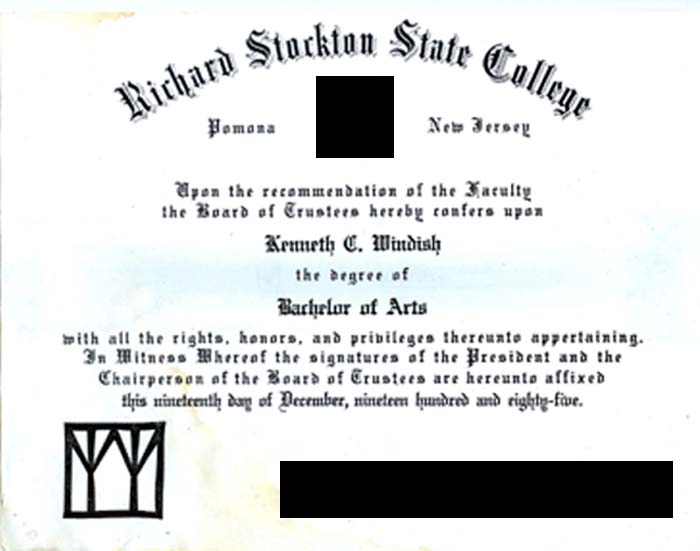 Richard Stockton State College
Pomona New Jersey
Upon the recommendation of the Faculty
the Board of Trustees hereby confers upon
Kenneth C. Windish
the degree of
Bachelor of Arts
with all the rights, honors, and privileges thereunto appertaining.
In Witness Whereof the signatures of the President and the
Chairperson of the Board of Trustees are hereunto affixed
this nineteenth day of December, nineteen hundred and eighty-five.